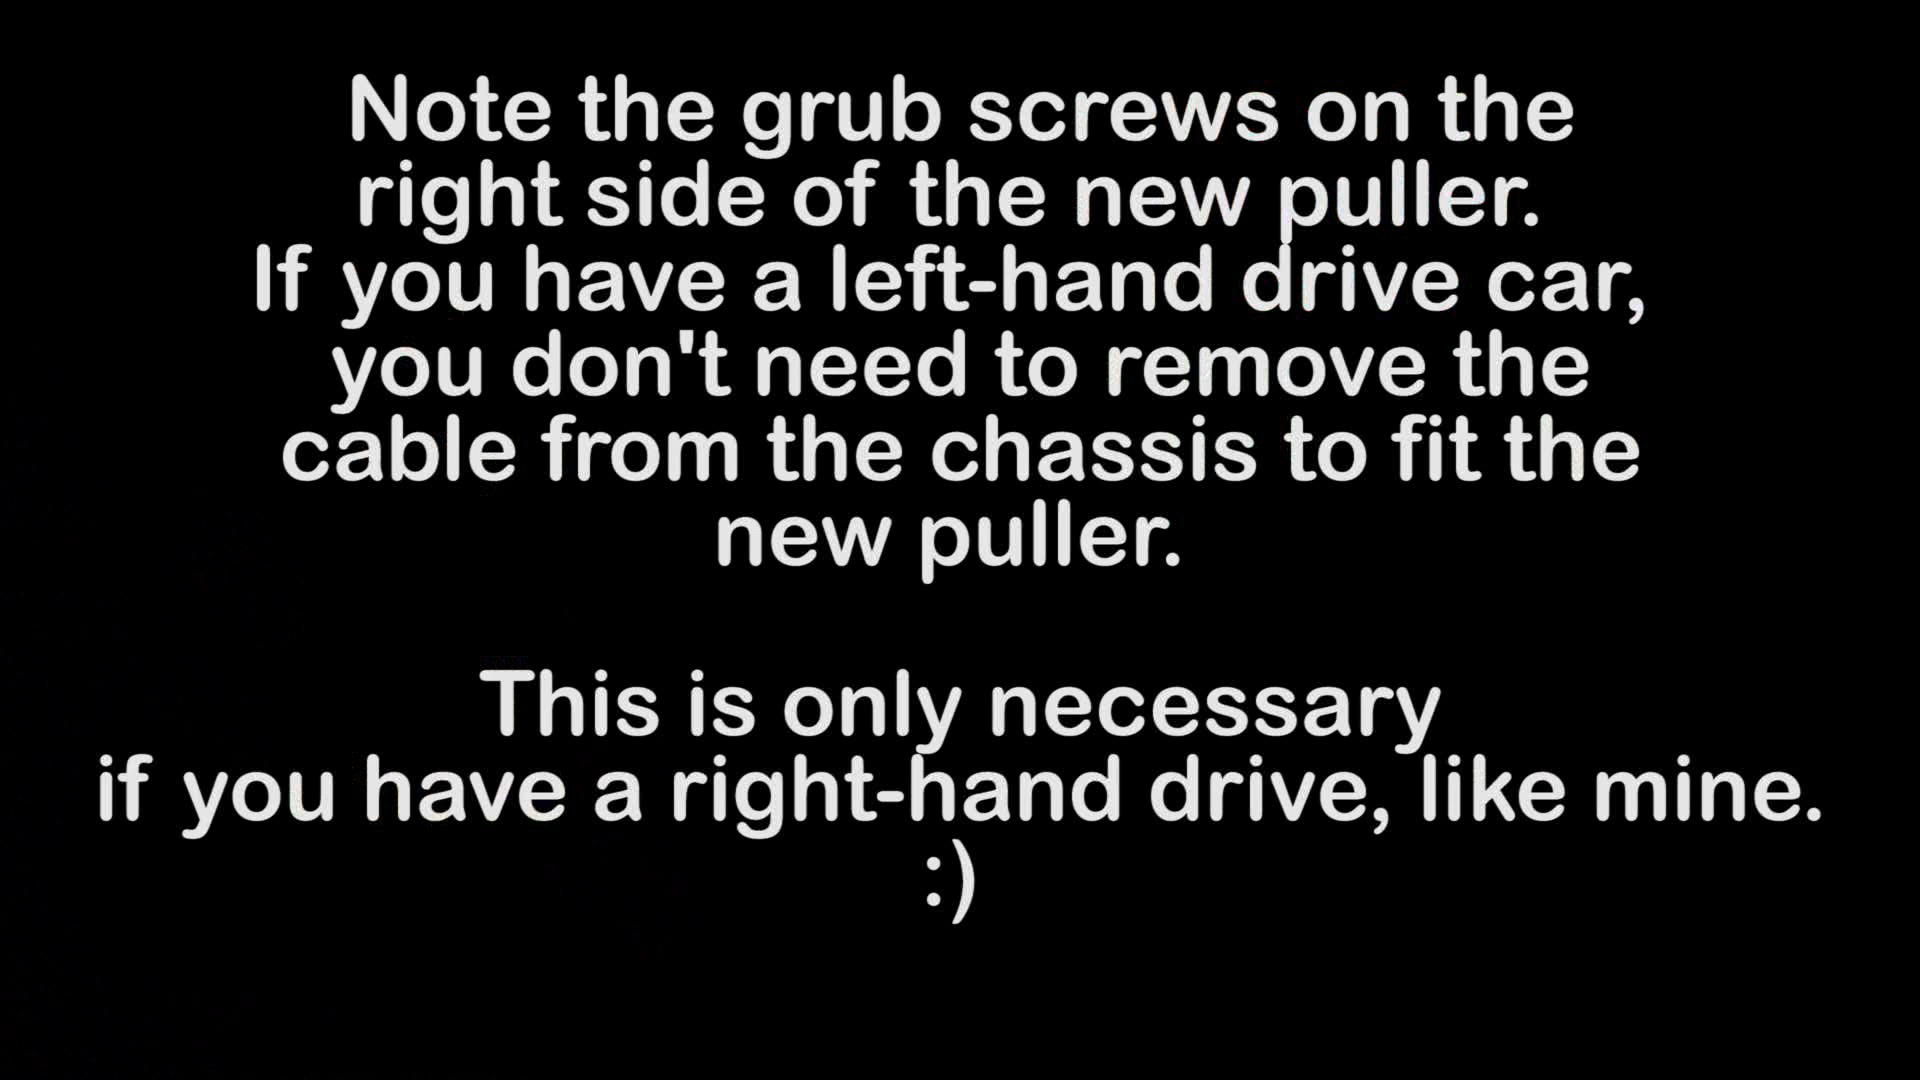 Note the grub screws on the
right side of the new puller.
If you have a left-hand drive car,
you don't need to remove the
cable from the chassis to fit the
new puller.
This is only necessary
if you have a right-hand drive, like mine.
:)